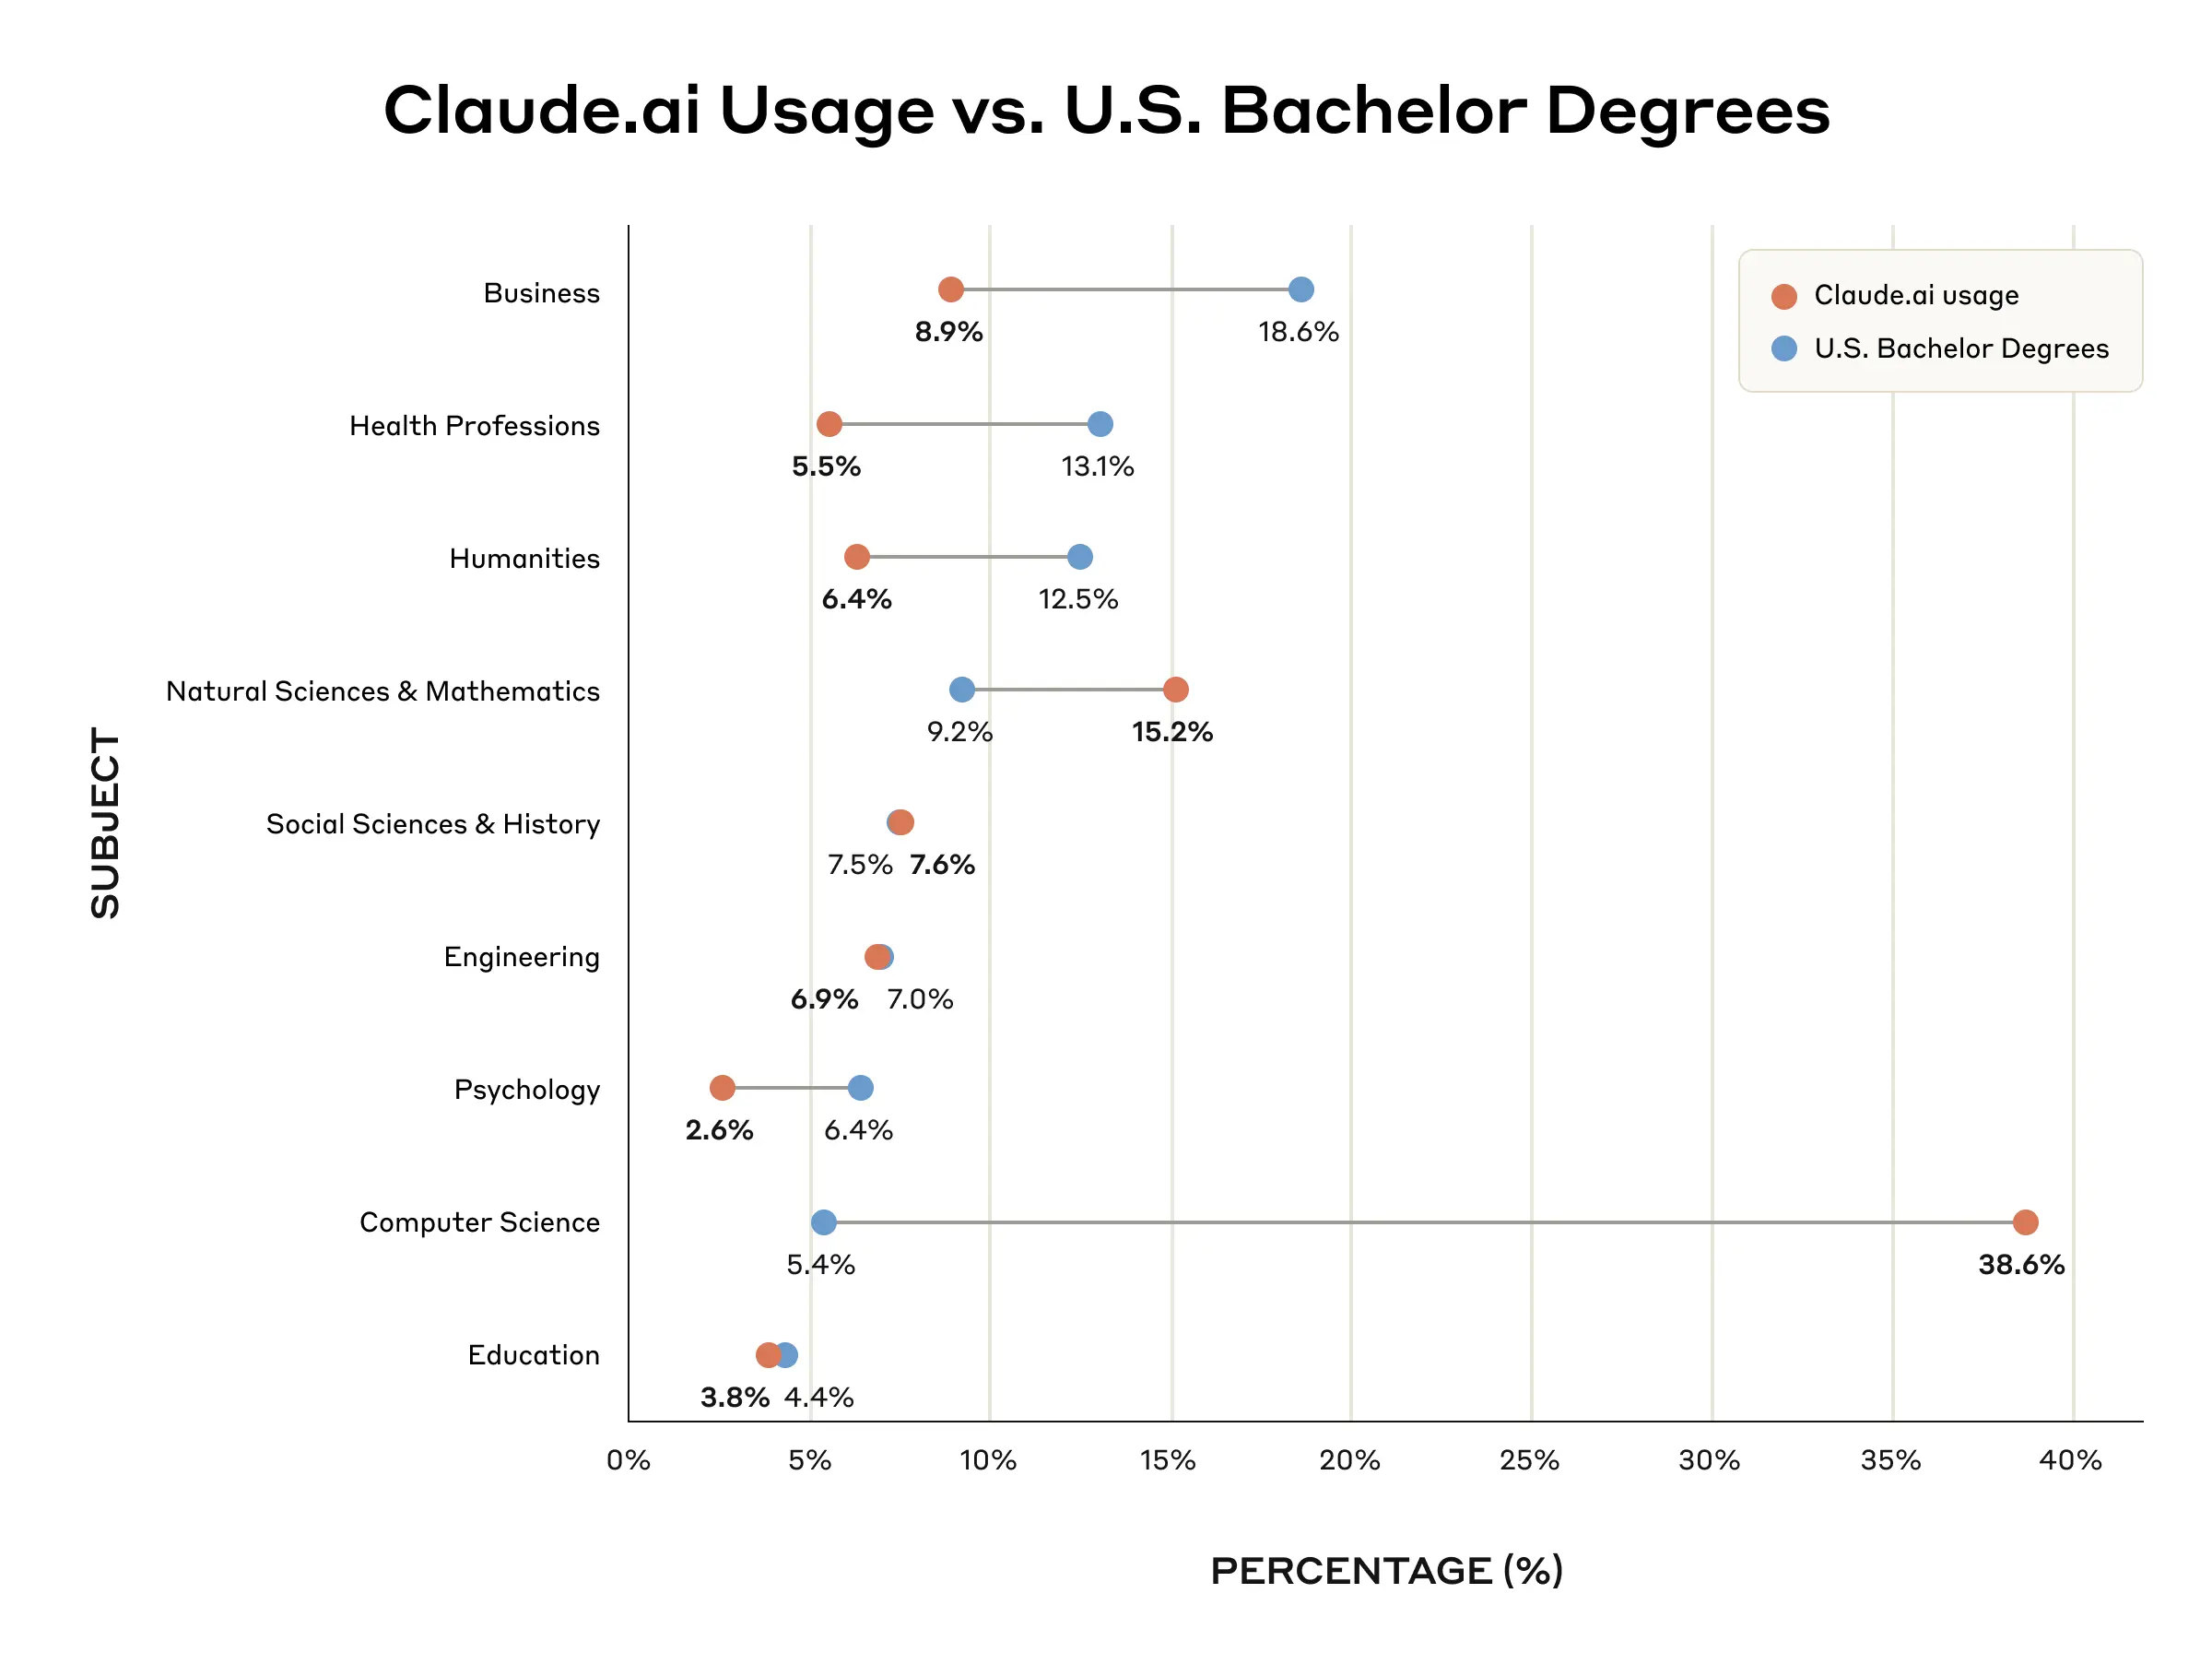 Claude.ai Usage vs. U.S. Bachelor Degrees
Claude.ai usage
U.S. Bachelor Degrees
SUBJECT
Business
8.9% 18.6%
Health Professions
5.5% 13.1%
Humanities
6.4% 12.5%
Natural Sciences & Mathematics
9.2% 15.2%
Social Sciences & History
7.5% 7.6%
Engineering
6.9% 7.0%
Psychology
2.6% 6.4%
Computer Science
5.4% 38.6%
Education
3.8% 4.4%
0% 5% 10% 15% 20% 25% 30% 35% 40%
PERCENTAGE (%)